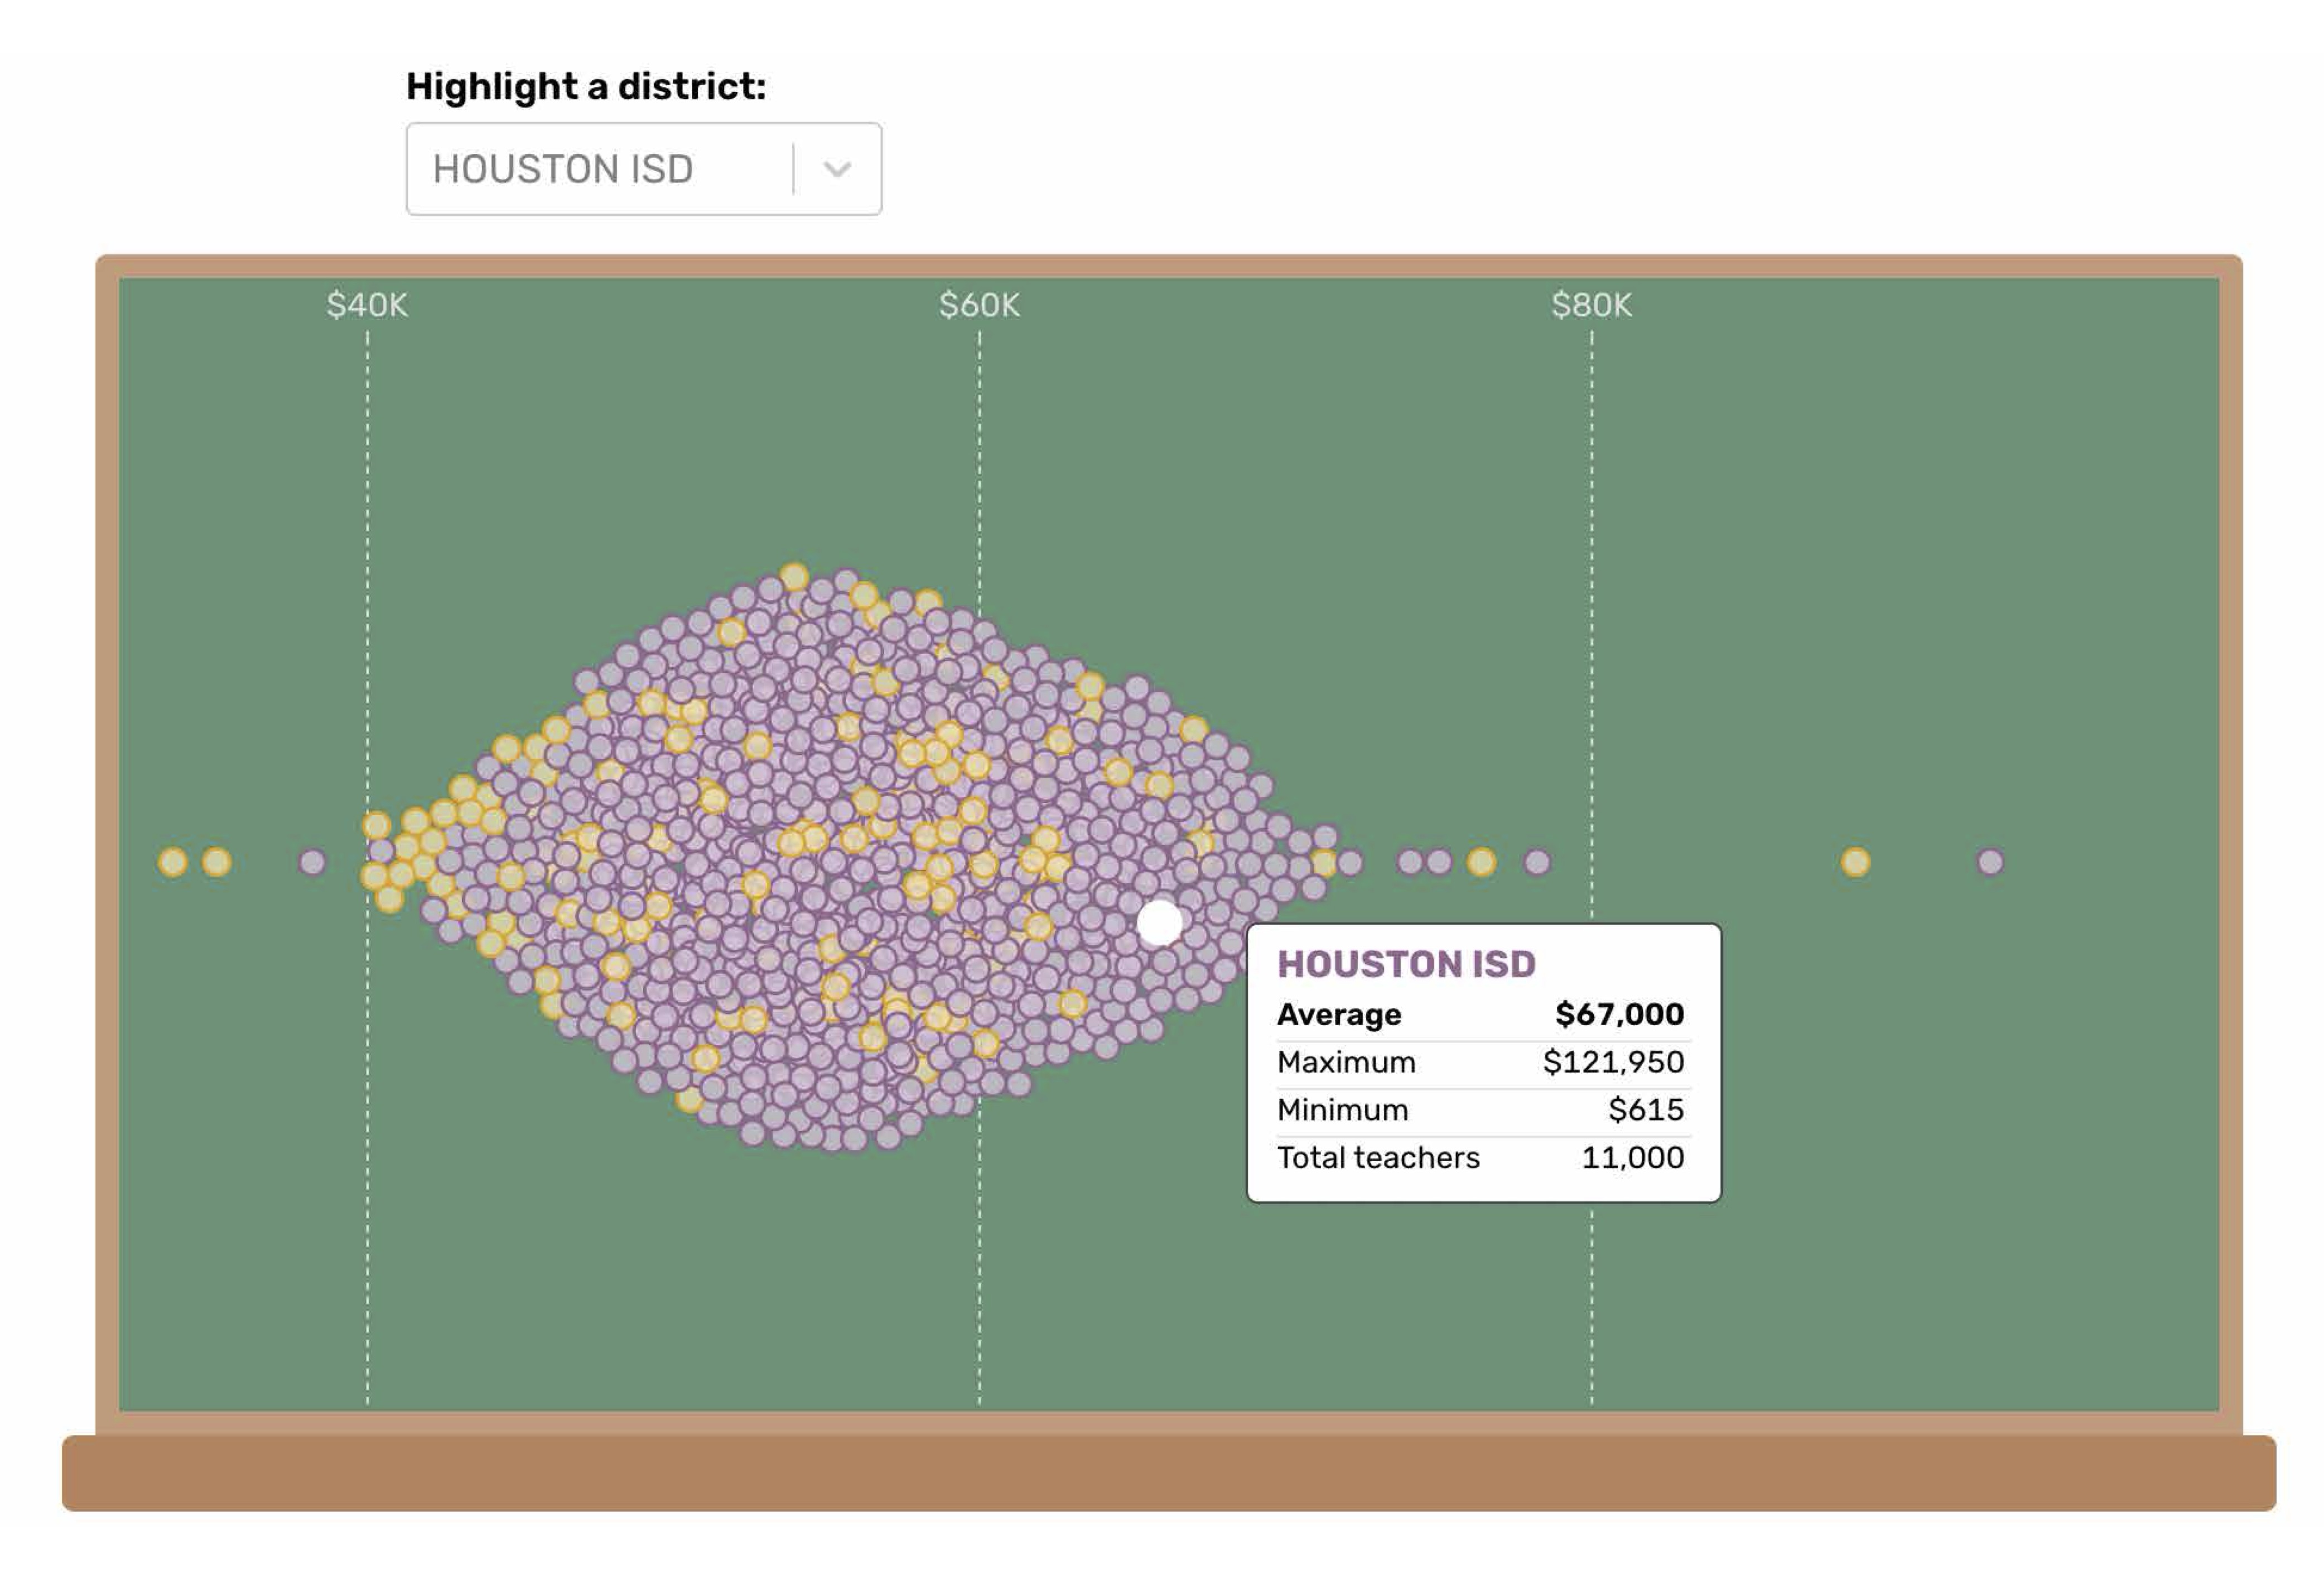 Highlight a district:
HOUSTON ISD
$40K $60K $80K
HOUSTON ISD
Average $67,000
Maximum $121,950
Minimum $615
Total teachers 11,000